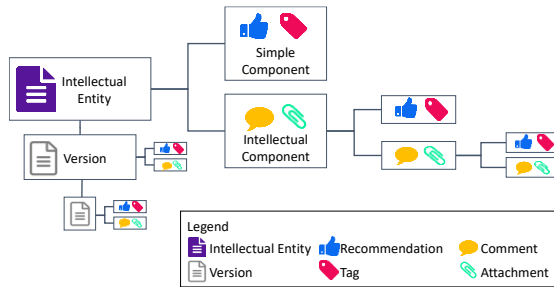 Simple
Component
Intellectual
Entity
Intellectual
Component
Version
Legend
Intellectual Entity
Recommendation
Comment
Version
Tag
Attachment